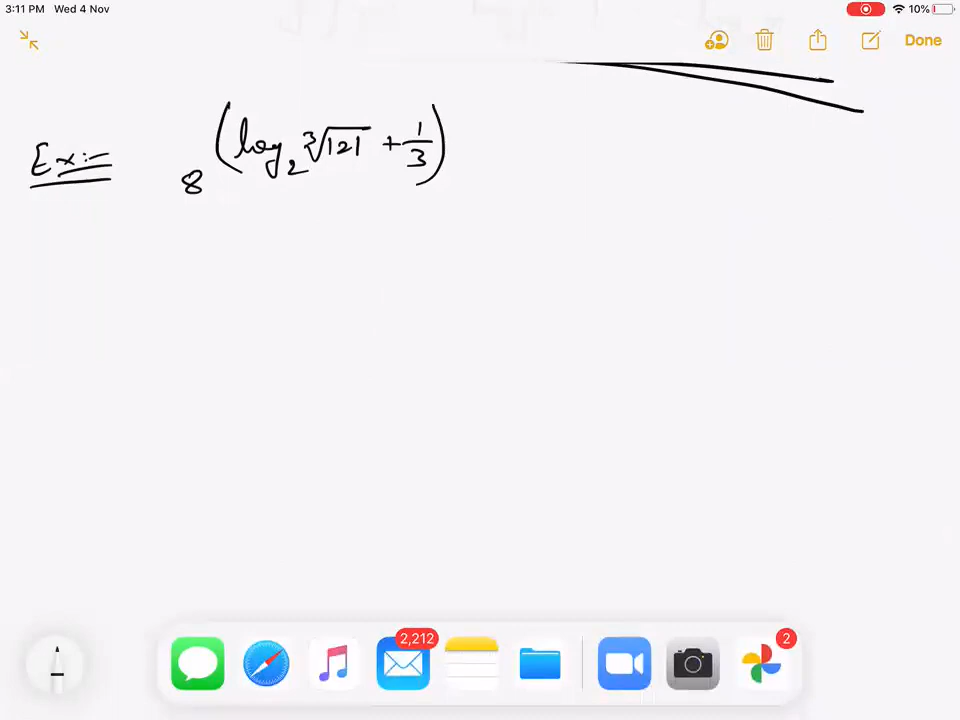 3:11 PM Wed 4 Nov 10%
Done
Ex:- 8^(log₂ ∛121 + 1/3)
2,212
2